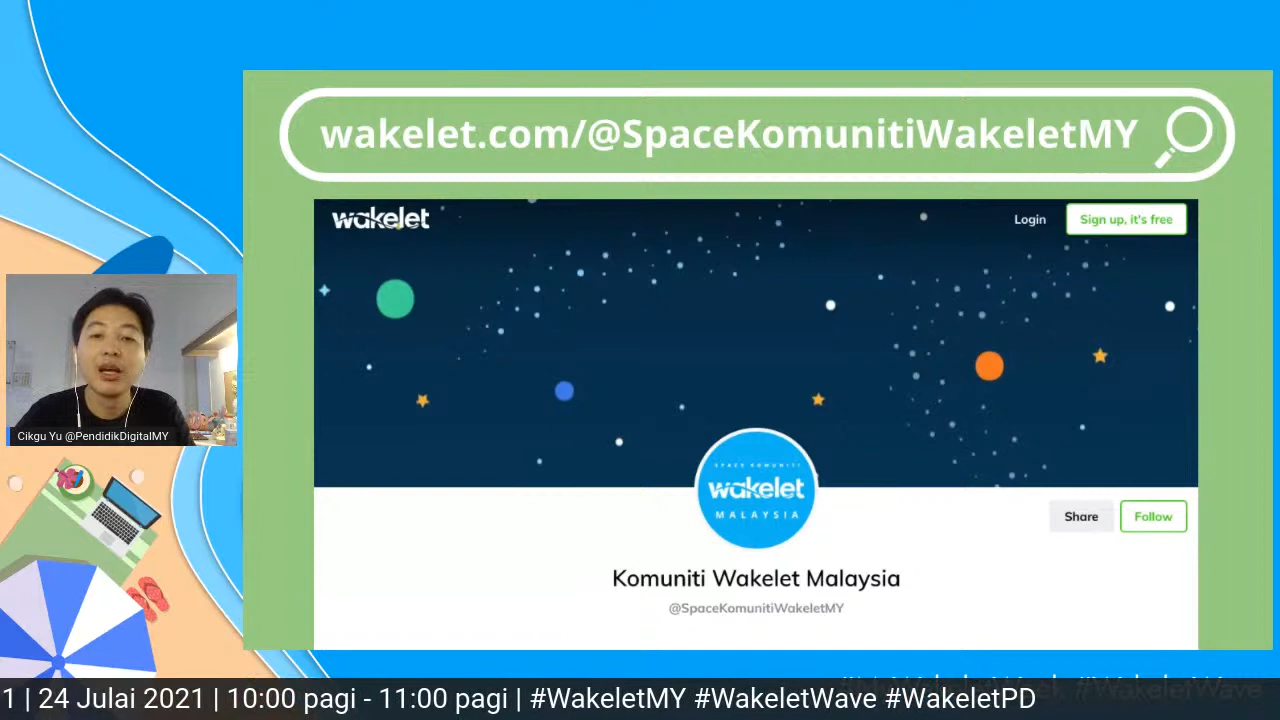 wakelet.com/@SpaceKomunitiWakeletMY
wakelet
Login
Sign up, it's free
SPACE KOMUNITI
wakelet
MALAYSIA
Share
Follow
Komuniti Wakelet Malaysia
@SpaceKomunitiWakeletMY
Cikgu Yu @PendidikDigitalMY
#WakeletWave
1 | 24 Julai 2021 | 10:00 pagi - 11:00 pagi | #WakeletMY #WakeletWave #WakeletPD